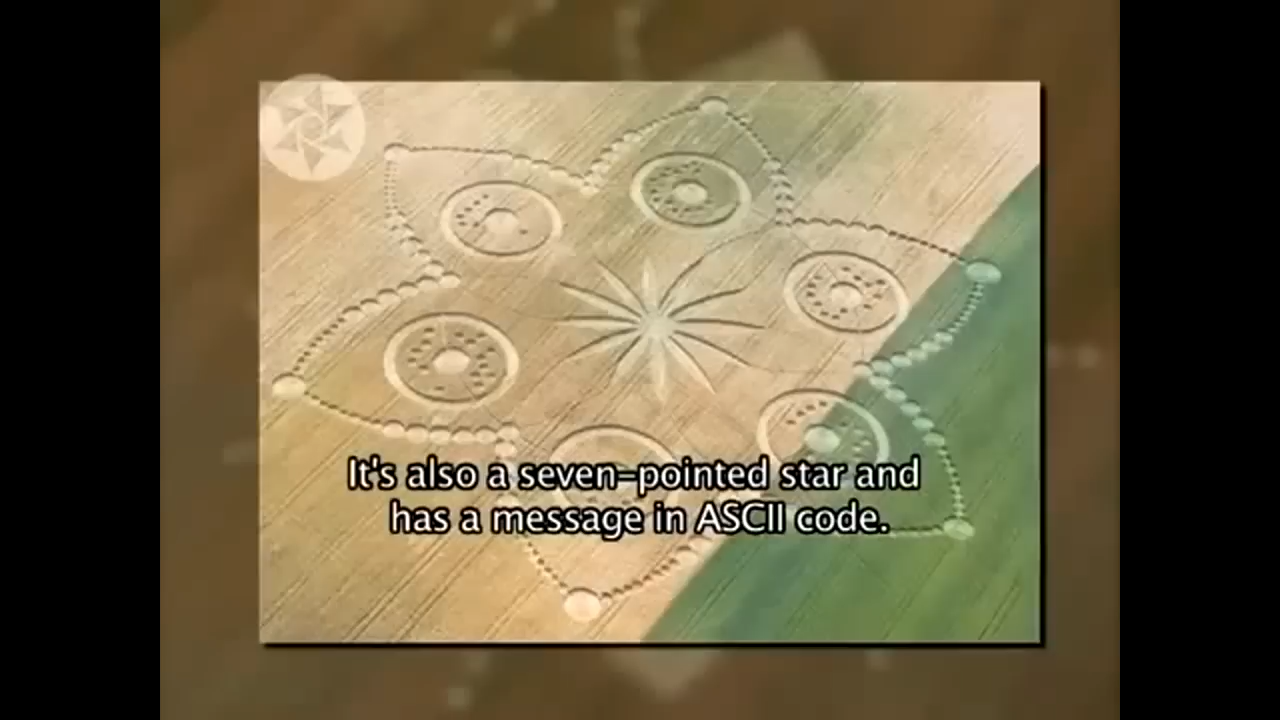 It's also a seven-pointed star and
has a message in ASCII code.